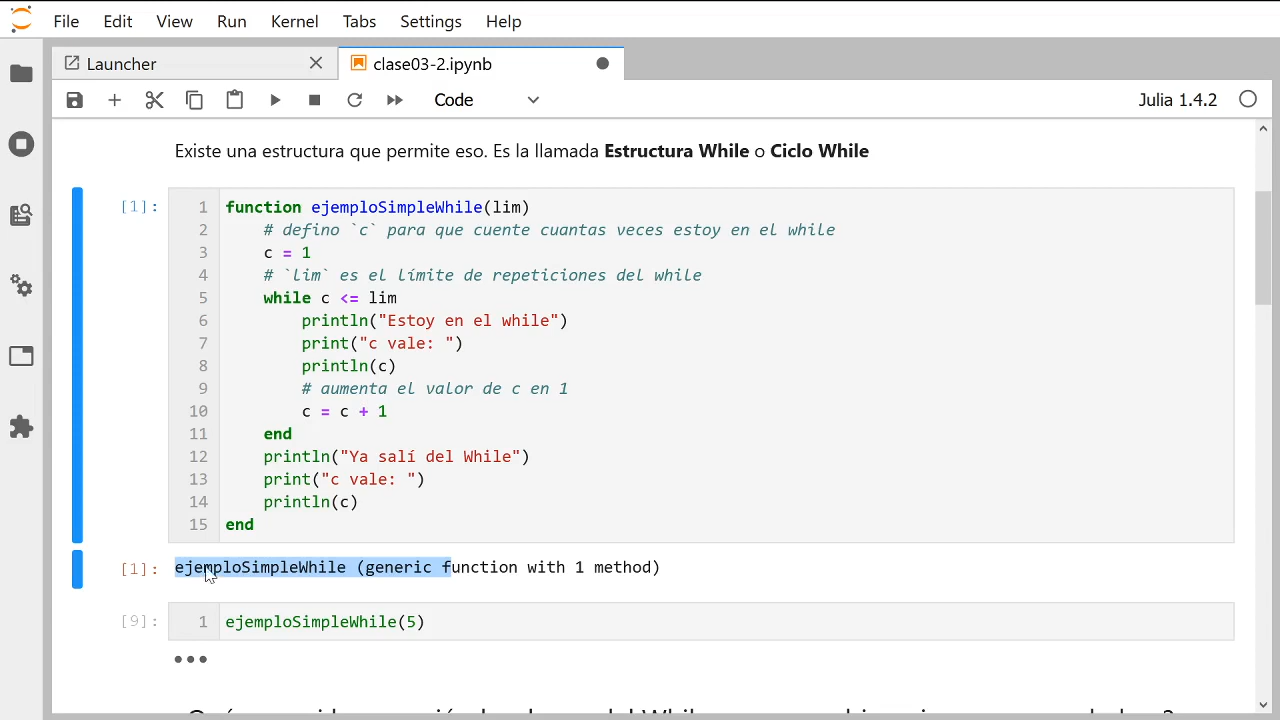 File Edit View Run Kernel Tabs Settings Help
Launcher
clase03-2.ipynb
Code
Julia 1.4.2
Existe una estructura que permite eso. Es la llamada Estructura While o Ciclo While
[1]:
1 function ejemploSimpleWhile(lim)
2 # defino `c` para que cuente cuantas veces estoy en el while
3 c = 1
4 # `lim` es el límite de repeticiones del while
5 while c <= lim
6 println("Estoy en el while")
7 print("c vale: ")
8 println(c)
9 # aumenta el valor de c en 1
10 c = c + 1
11 end
12 println("Ya salí del While")
13 print("c vale: ")
14 println(c)
15 end
[1]: ejemploSimpleWhile (generic function with 1 method)
[9]: 1 ejemploSimpleWhile(5)